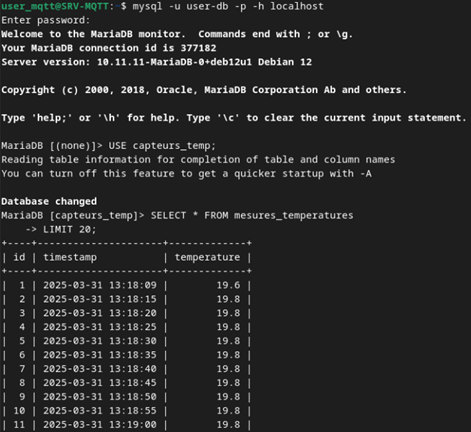 user_mqtt@SRV-MQTT:~$ mysql -u user-db -p -h localhost
Enter password:
Welcome to the MariaDB monitor.  Commands end with ; or \g.
Your MariaDB connection id is 377182
Server version: 10.11.11-MariaDB-0+deb12u1 Debian 12

Copyright (c) 2000, 2018, Oracle, MariaDB Corporation Ab and others.

Type 'help;' or '\h' for help. Type '\c' to clear the current input statement.

MariaDB [(none)]> USE capteurs_temp;
Reading table information for completion of table and column names
You can turn off this feature to get a quicker startup with -A

Database changed
MariaDB [capteurs_temp]> SELECT * FROM mesures_temperatures
    -> LIMIT 20;
+----+---------------------+-------------+
| id | timestamp           | temperature |
+----+---------------------+-------------+
|  1 | 2025-03-31 13:18:09 |        19.6 |
|  2 | 2025-03-31 13:18:15 |        19.8 |
|  3 | 2025-03-31 13:18:20 |        19.8 |
|  4 | 2025-03-31 13:18:25 |        19.8 |
|  5 | 2025-03-31 13:18:30 |        19.8 |
|  6 | 2025-03-31 13:18:35 |        19.8 |
|  7 | 2025-03-31 13:18:40 |        19.8 |
|  8 | 2025-03-31 13:18:45 |        19.8 |
|  9 | 2025-03-31 13:18:50 |        19.8 |
| 10 | 2025-03-31 13:18:55 |        19.8 |
| 11 | 2025-03-31 13:19:00 |        19.8 |